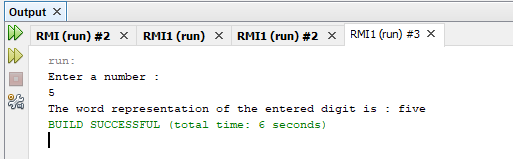 Output ×
RMI (run) #2 × RMI1 (run) × RMI1 (run) #2 × RMI1 (run) #3 ×
run:
Enter a number :
5
The word representation of the entered digit is : five
BUILD SUCCESSFUL (total time: 6 seconds)